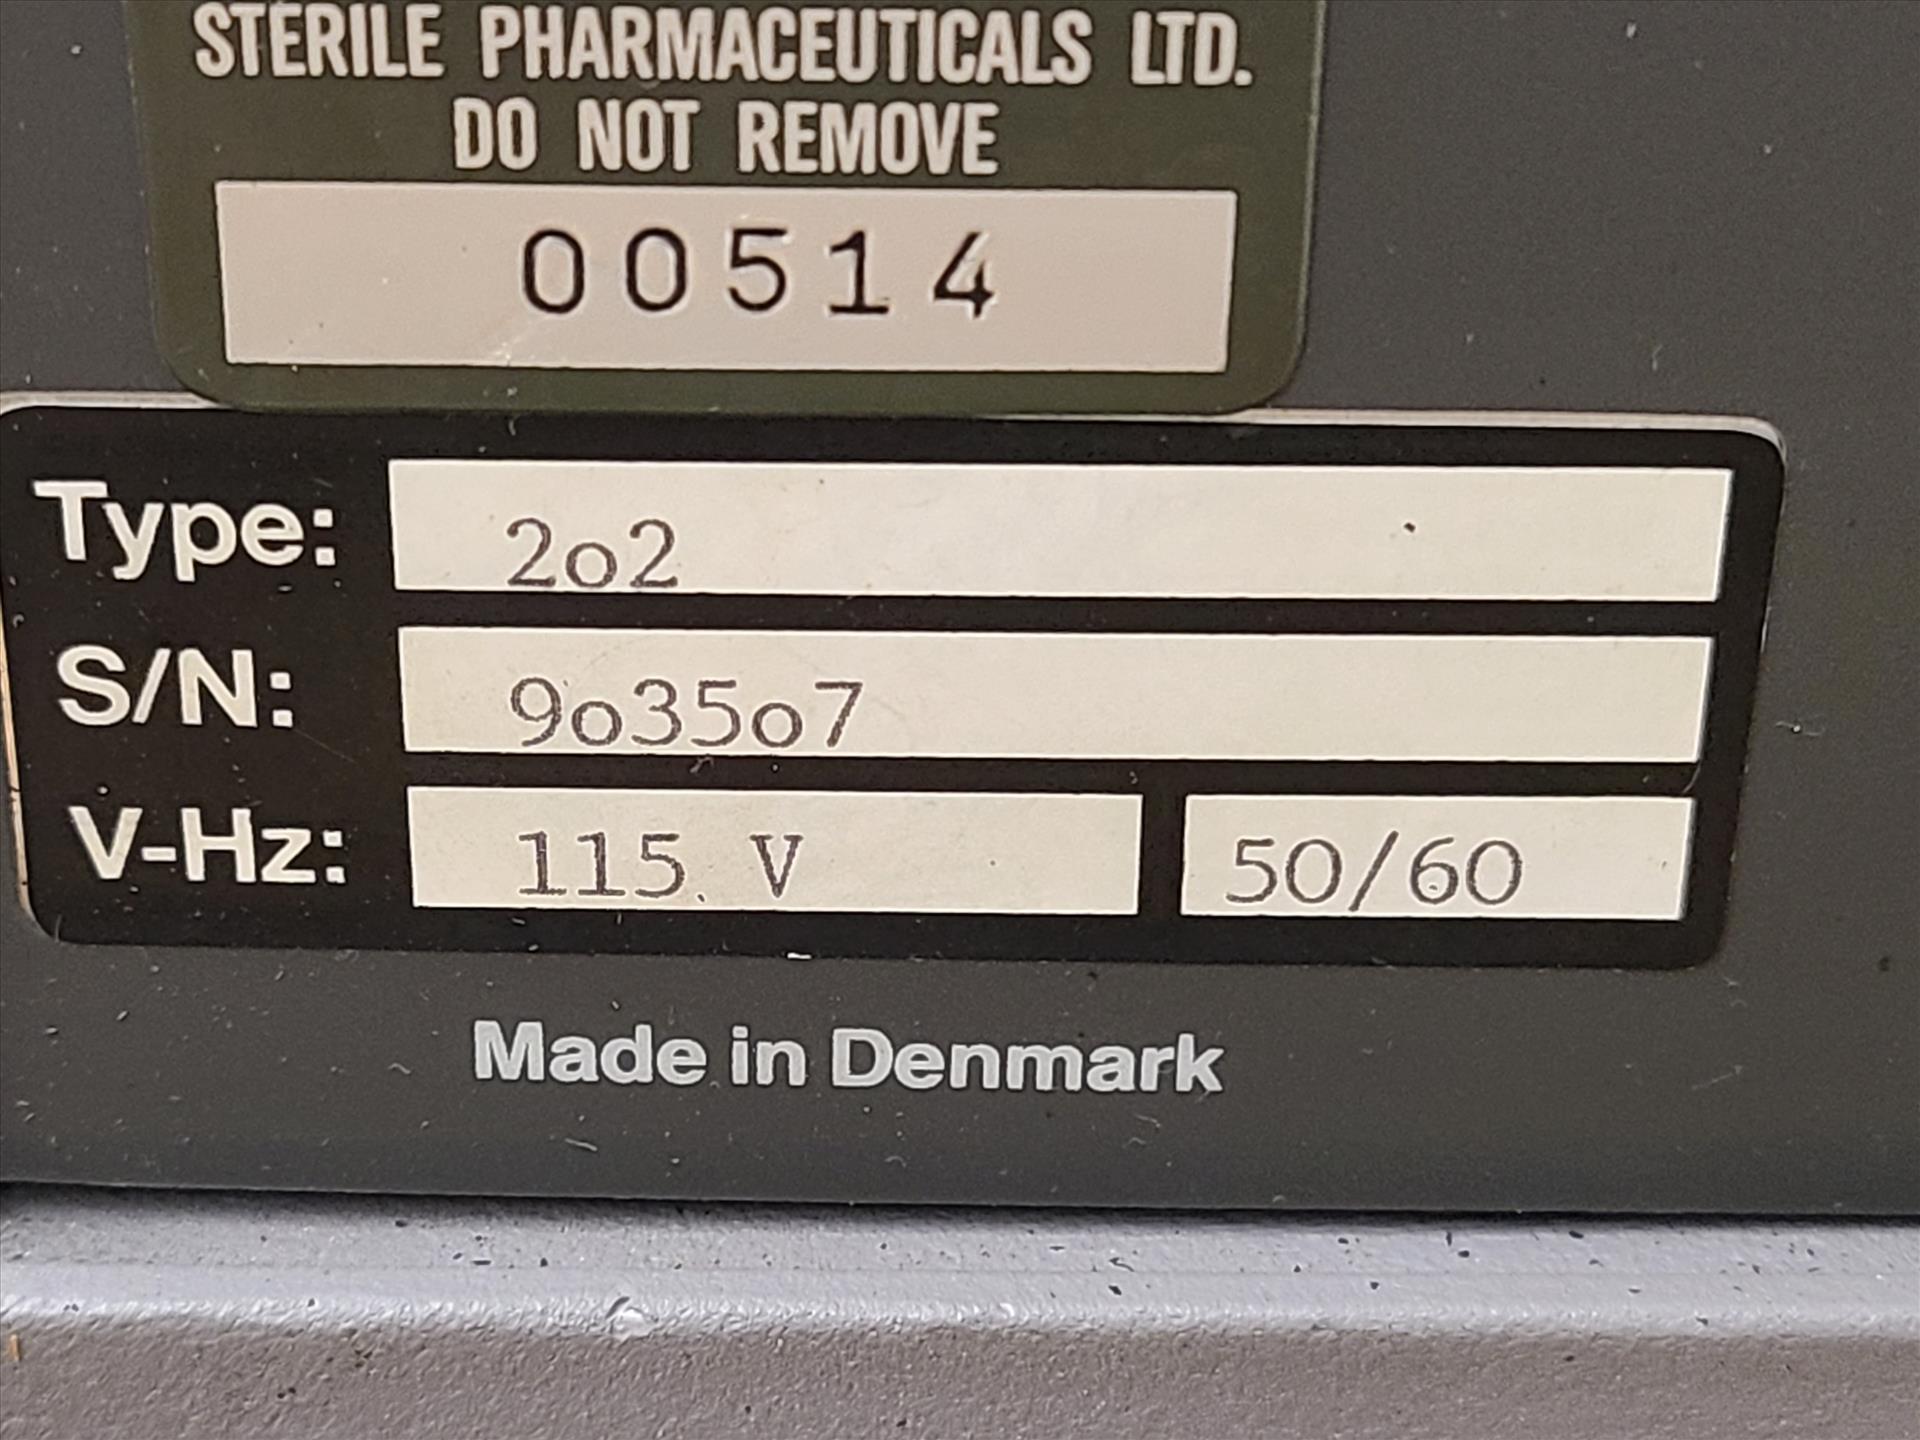 STERILE PHARMACEUTICALS LTD.
DO NOT REMOVE
00514
Type: 2o2
S/N: 9o35o7
V-Hz: 115 V 50/60
Made in Denmark